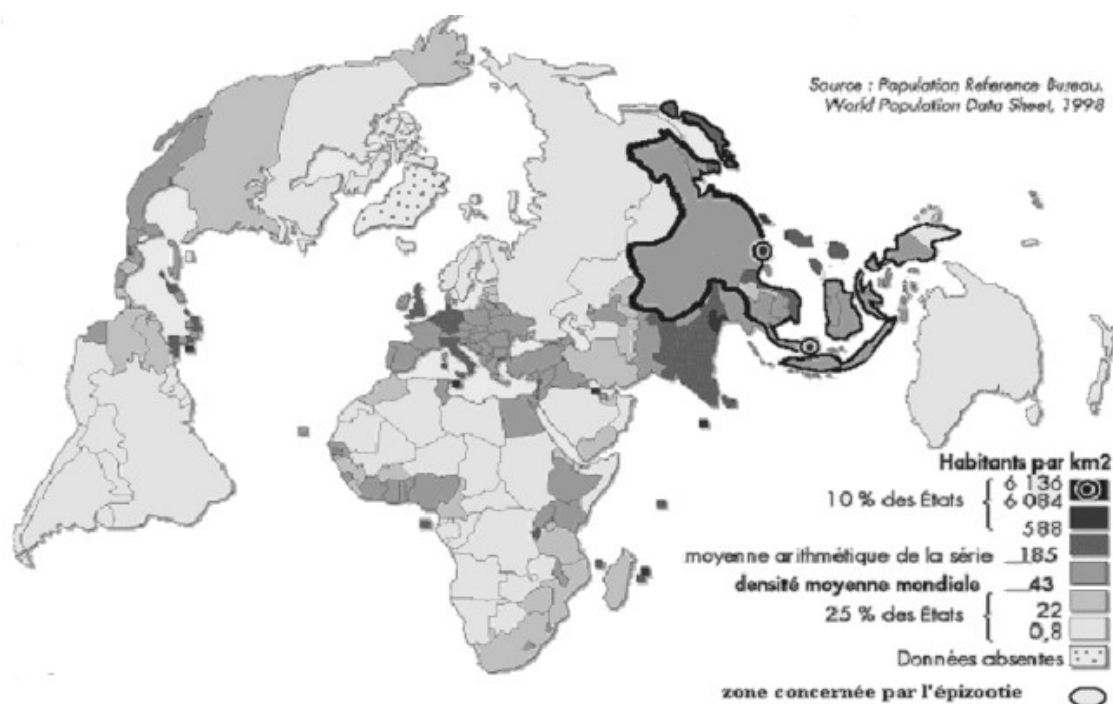 Source : Population Reference Bureau.
World Population Data Sheet, 1998
Habitants par km2
6 136
10 % des États
6 084
588
moyenne arithmétique de la série
185
densité moyenne mondiale
43
25 % des États
22
0,8
Données absentes
zone concernée par l'épizootie